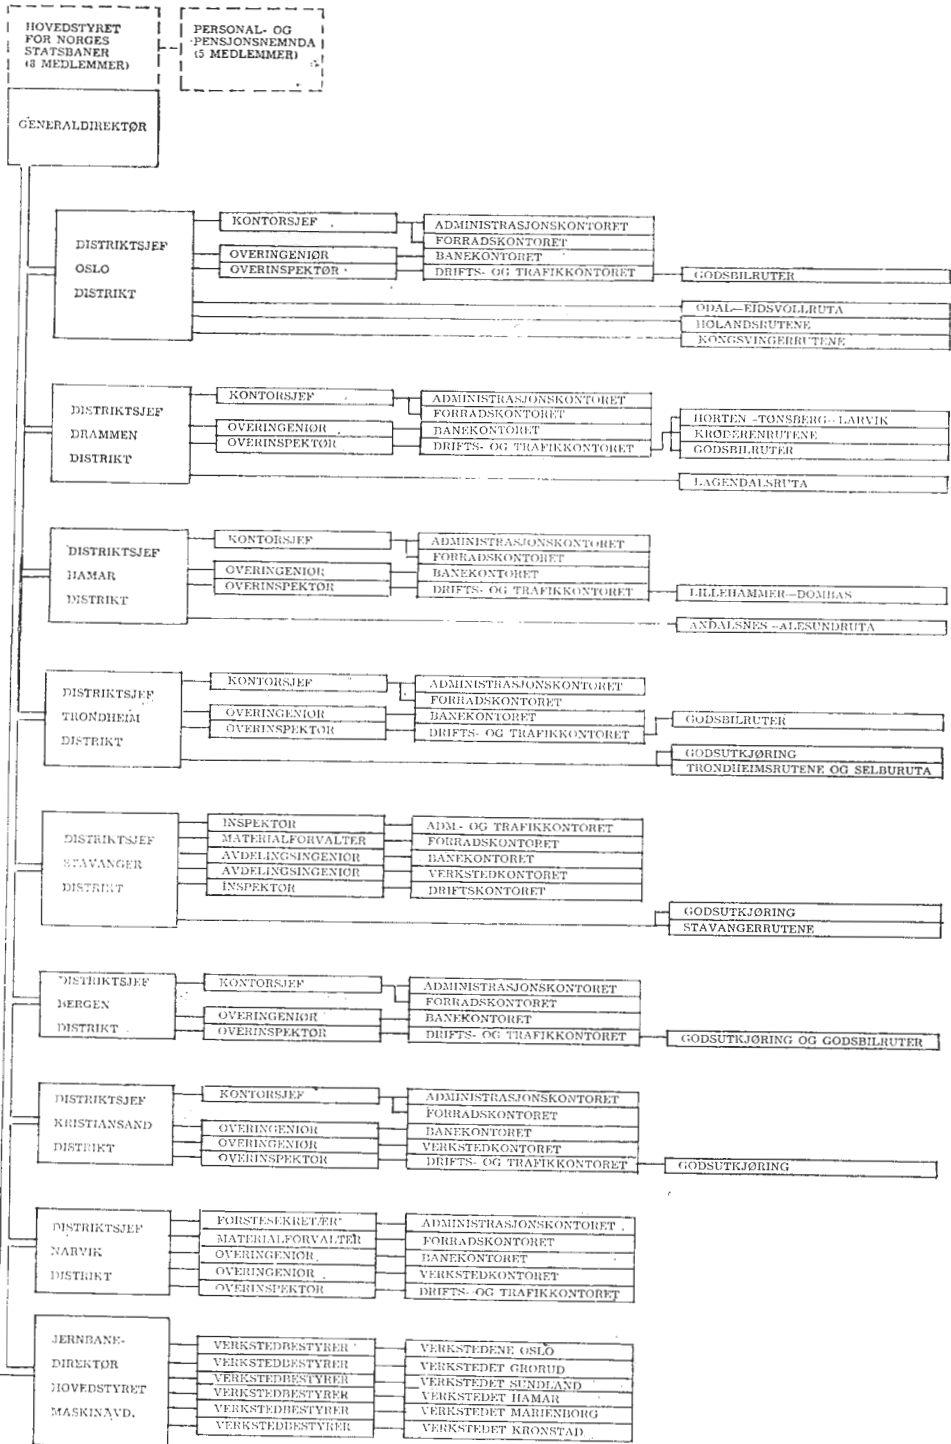 HOVEDSTYRET
FOR NORGES
STATSBANER
(8 MEDLEMMER)
PERSONAL- OG
PENSJONSNEMNDA
(5 MEDLEMMER)
GENERALDIREKTØR
DISTRIKTSJEF
OSLO
DISTRIKT
KONTORSJEF
OVERINGENIØR
OVERINSPEKTØR
ADMINISTRASJONSKONTORET
FORRADSKONTORET
BANEKONTORET
DRIFTS- OG TRAFIKKONTORET
GODSBILRUTER
ODAL-EIDSVOLLRUTA
HOLANDSRUTENE
KONGSVINGERRUTENE
DISTRIKTSJEF
DRAMMEN
DISTRIKT
KONTORSJEF
OVERINGENIØR
OVERINSPEKTØR
ADMINISTRASJONSKONTORET
FORRADSKONTORET
BANEKONTORET
DRIFTS- OG TRAFIKKONTORET
HORTEN-TONSBERG-LARVIK
KRØDERENRUTENE
GODSBILRUTER
LAGENDALSRUTA
DISTRIKTSJEF
HAMAR
DISTRIKT
KONTORSJEF
OVERINGENIØR
OVERINSPEKTØR
ADMINISTRASJONSKONTORET
FORRADSKONTORET
BANEKONTORET
DRIFTS- OG TRAFIKKONTORET
LILLEHAMMER-DOMBAS
ANDALSNES-ALESUNDRUTA
DISTRIKTSJEF
TRONDHEIM
DISTRIKT
KONTORSJEF
OVERINGENIØR
OVERINSPEKTØR
ADMINISTRASJONSKONTORET
FORRADSKONTORET
BANEKONTORET
DRIFTS- OG TRAFIKKONTORET
GODSBILRUTER
GODSUTKJØRING
TRONDHEIMSRUTENE OG SELBURUTA
DISTRIKTSJEF
STAVANGER
DISTRIKT
INSPEKTØR
MATERIALFORVALTER
AVDELINGSINGENIØR
AVDELINGSINGENIØR
INSPEKTØR
ADM- OG TRAFIKKONTORET
FORRADSKONTORET
BANEKONTORET
VERKSTEDKONTORET
DRIFTSKONTORET
GODSUTKJØRING
STAVANGERRUTENE
DISTRIKTSJEF
BERGEN
DISTRIKT
KONTORSJEF
OVERINGENIØR
OVERINSPEKTØR
ADMINISTRASJONSKONTORET
FORRADSKONTORET
BANEKONTORET
DRIFTS- OG TRAFIKKONTORET
GODSUTKJØRING OG GODSBILRUTER
DISTRIKTSJEF
KRISTIANSAND
DISTRIKT
KONTORSJEF
OVERINGENIØR
OVERINGENIØR
OVERINSPEKTØR
ADMINISTRASJONSKONTORET
FORRADSKONTORET
BANEKONTORET
VERKSTEDKONTORET
DRIFTS- OG TRAFIKKONTORET
GODSUTKJØRING
DISTRIKTSJEF
NARVIK
DISTRIKT
FORSTESEKRETÆR
MATERIALFORVALTER
OVERINGENIØR
OVERINGENIØR
OVERINSPEKTØR
ADMINISTRASJONSKONTORET
FORRADSKONTORET
BANEKONTORET
VERKSTEDKONTORET
DRIFTS- OG TRAFIKKONTORET
JERNBANE-
DIREKTØR
HOVEDSTYRET
MASKINAVD.
VERKSTEDBESTYRER
VERKSTEDBESTYRER
VERKSTEDBESTYRER
VERKSTEDBESTYRER
VERKSTEDBESTYRER
VERKSTEDBESTYRER
VERKSTEDENE OSLO
VERKSTEDET GRORUD
VERKSTEDET SUNDLAND
VERKSTEDET HAMAR
VERKSTEDET MARIENBORG
VERKSTEDET KRONSTAD